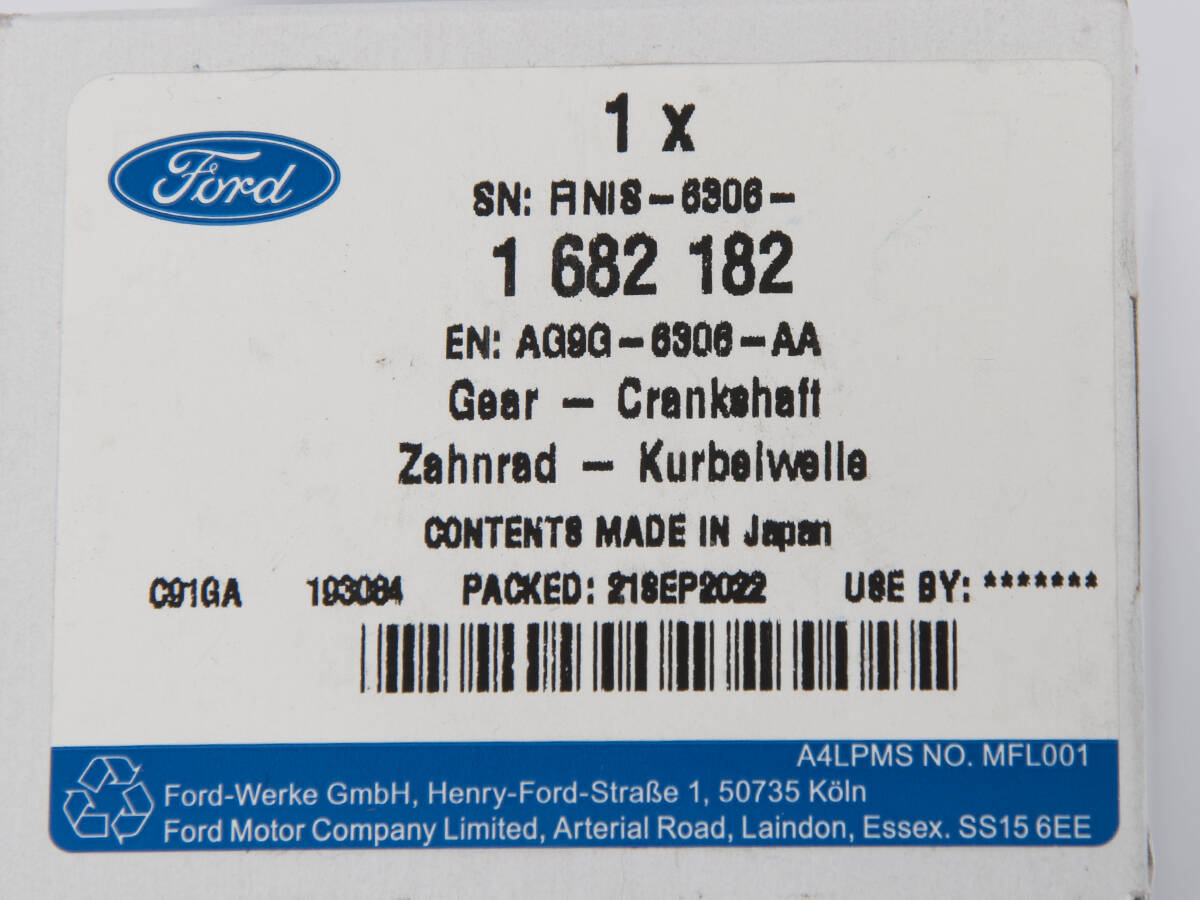 Ford
1 x
SN: FINIS-6306-
1 682 182
EN: AG9G-6306-AA
Gear - Crankshaft
Zahnrad - Kurbelwelle
CONTENTS MADE IN Japan
C91GA 193064 PACKED: 21SEP2022 USE BY: *******
A4LPMS NO. MFL001
Ford-Werke GmbH, Henry-Ford-Straße 1, 50735 Köln
Ford Motor Company Limited, Arterial Road, Laindon, Essex. SS15 6EE